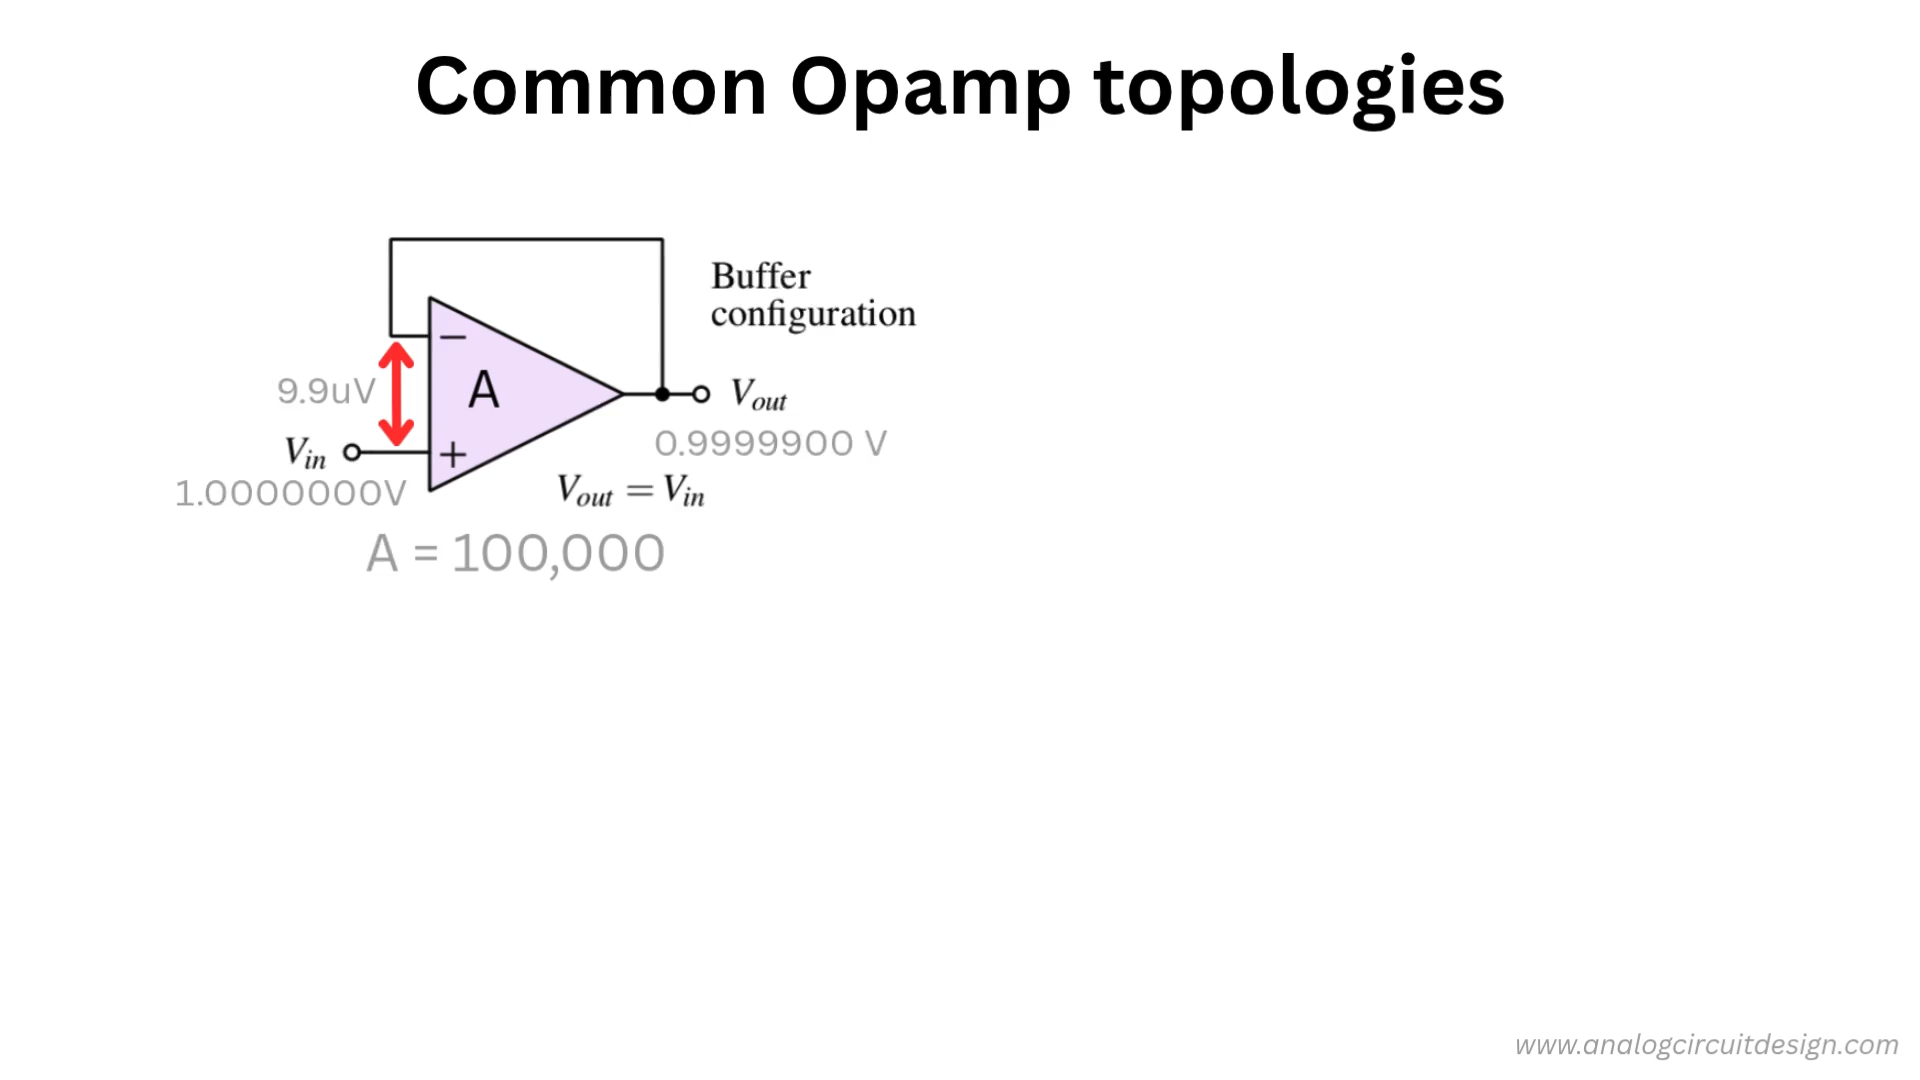 Common Opamp topologies
Buffer
configuration
−
A
9.9uV
Vout
0.9999900 V
Vin
+
1.0000000V
Vout = Vin
A = 100,000
www.analogcircuitdesign.com